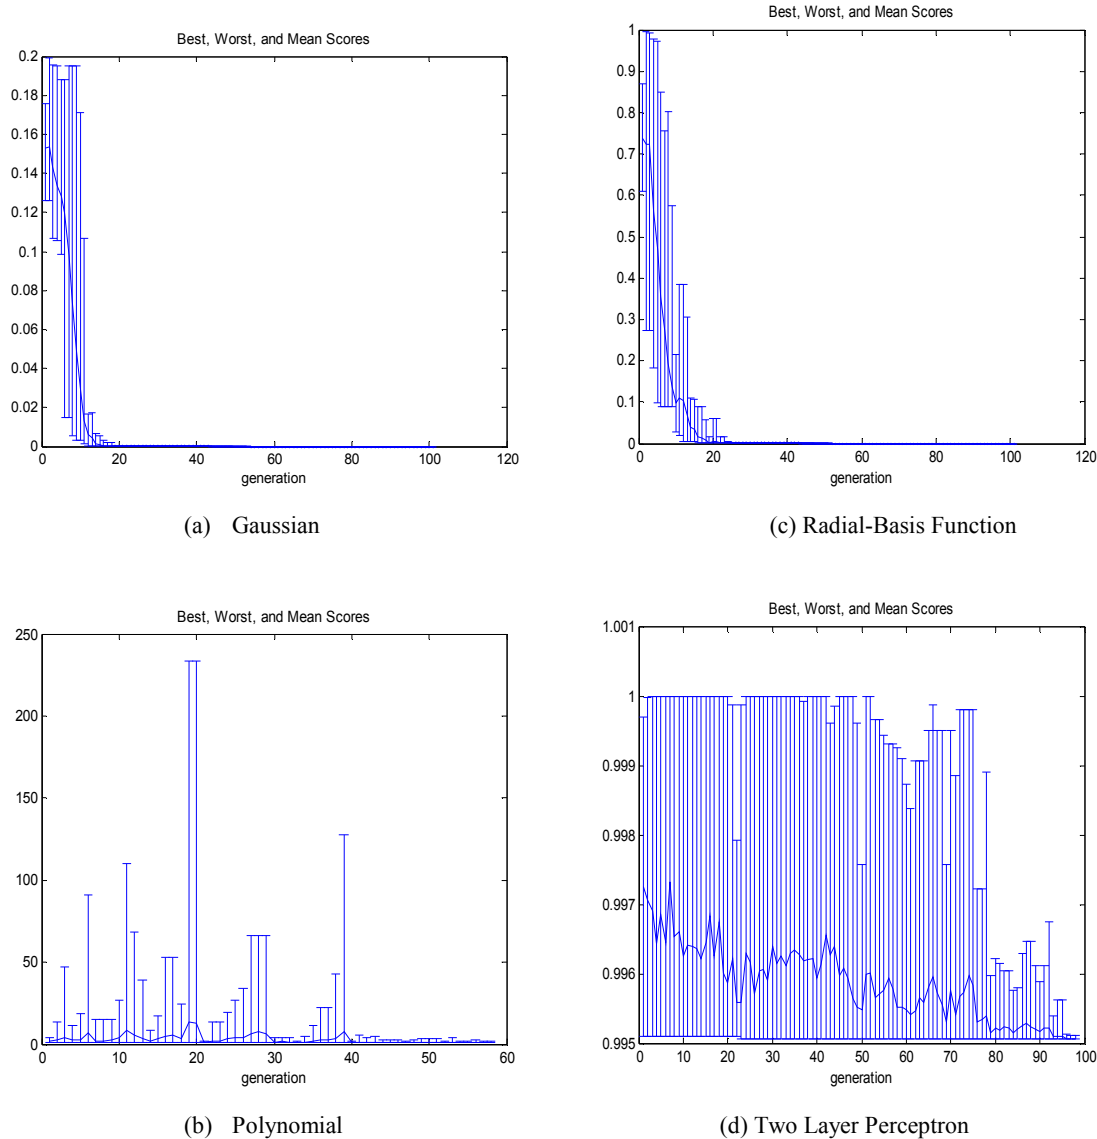 Best, Worst, and Mean Scores
0.2
0.18
0.16
0.14
0.12
0.1
0.08
0.06
0.04
0.02
0
0 20 40 60 80 100 120
generation
(a) Gaussian
Best, Worst, and Mean Scores
1
0.9
0.8
0.7
0.6
0.5
0.4
0.3
0.2
0.1
0
0 20 40 60 80 100 120
generation
(c) Radial-Basis Function
Best, Worst, and Mean Scores
250
200
150
100
50
0
0 10 20 30 40 50 60
generation
(b) Polynomial
Best, Worst, and Mean Scores
1.001
1
0.999
0.998
0.997
0.996
0.995
0 10 20 30 40 50 60 70 80 90 100
generation
(d) Two Layer Perceptron